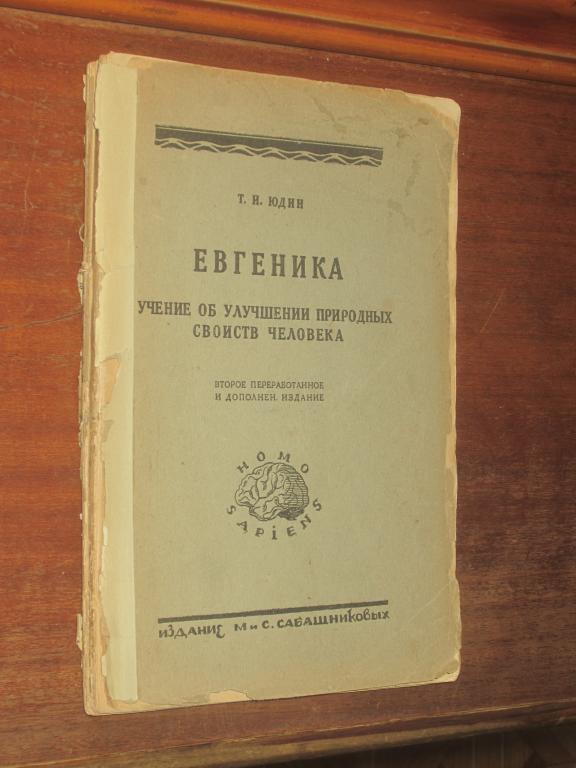 Т. И. ЮДИН
ЕВГЕНИКА
УЧЕНИЕ ОБ УЛУЧШЕНИИ ПРИРОДНЫХ
СВОИСТВ ЧЕЛОВЕКА
ВТОРОЕ ПЕРЕРАБОТАННОЕ
И ДОПОЛНЕН. ИЗДАНИЕ
HOMO
SAPIENS
ИЗДАНИЕ М и С. САБАШНИКОВЫХ